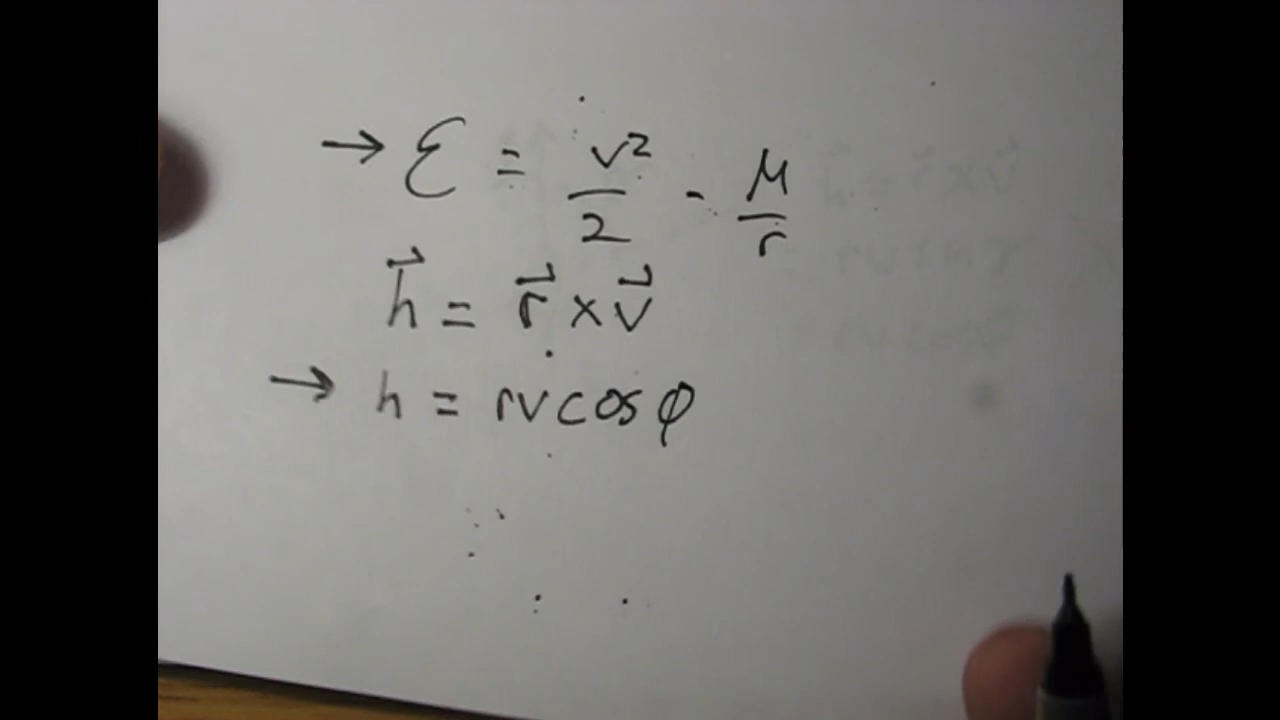 → ℰ = v²/2 - μ/r
h⃗ = r⃗ × v⃗
→ h = rv cos φ